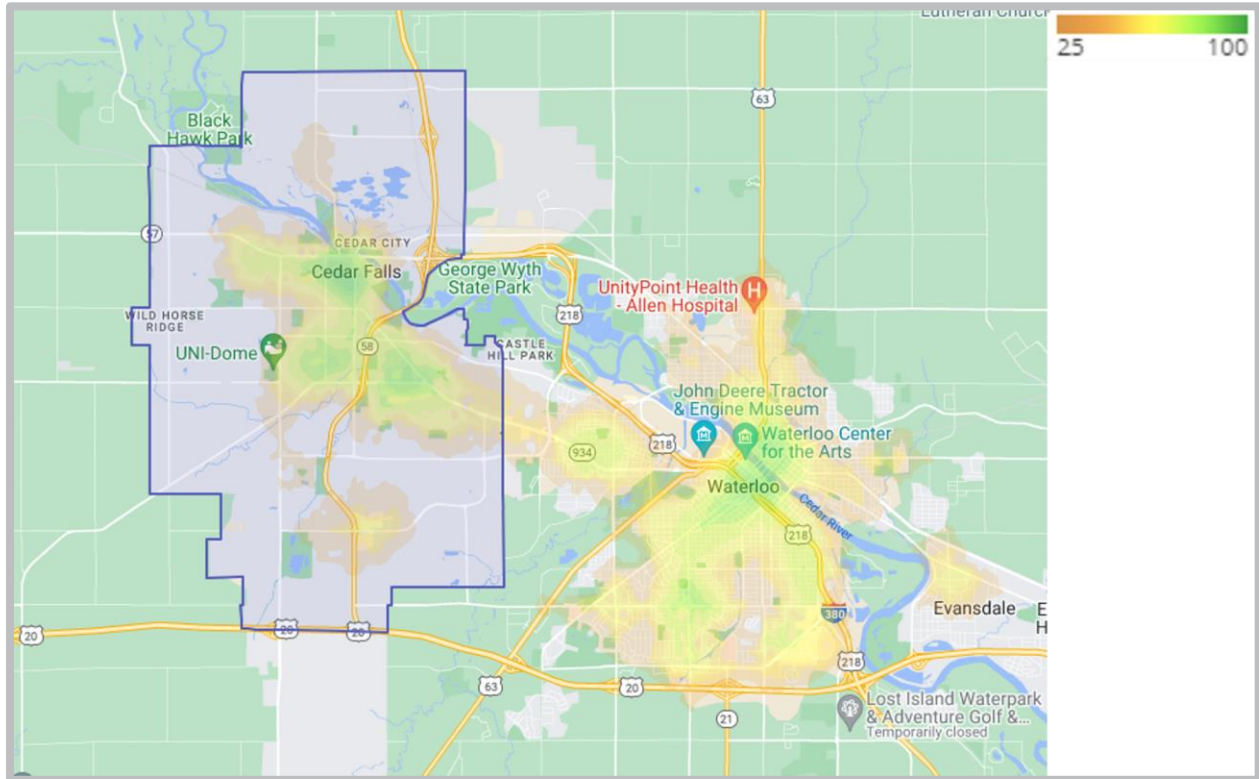 Lutheran Church
25
100
63
Black
Hawk Park
57
CEDAR CITY
Cedar Falls
George Wyth
State Park
UnityPoint Health
- Allen Hospital
H
218
WILD HORSE
RIDGE
UNI-Dome
58
CASTLE
HILL PARK
John Deere Tractor
& Engine Museum
M
M
Waterloo Center
for the Arts
934
218
Waterloo
Cedar River
218
Evansdale
E
H
380
20
20
20
218
63
20
21
Lost Island Waterpark
& Adventure Golf &...
Temporarily closed